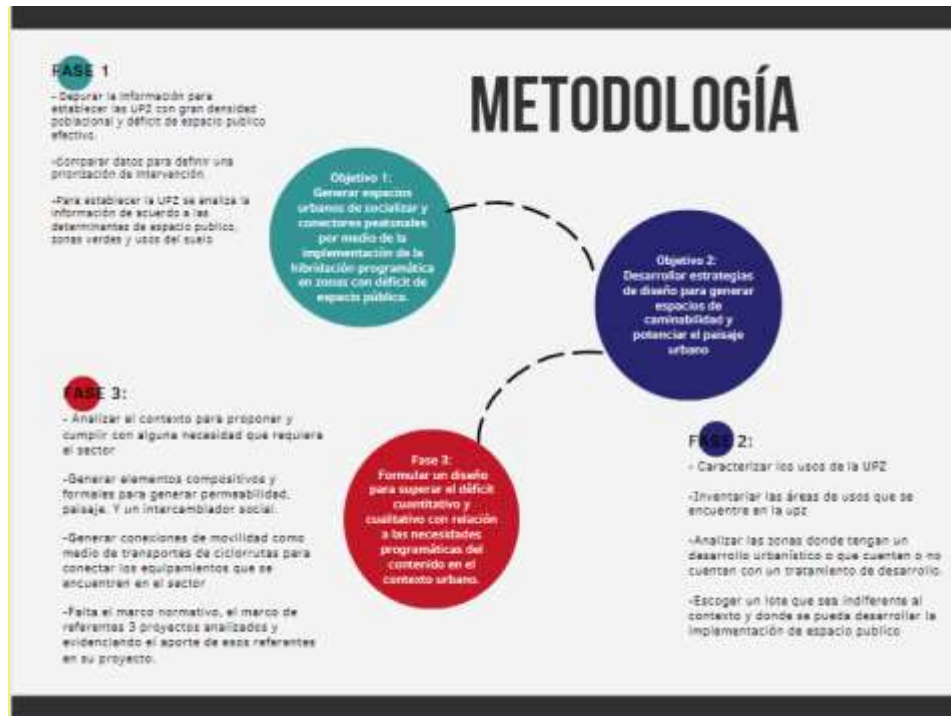 METODOLOGÍA
FASE 1
- Depurar la información para
establecer las UPZ con gran densidad
poblacional y déficit de espacio publico
efectivo.
-Comparar datos para definir una
priorización de intervención
-Para establecer la UPZ se analiza la
información de acuerdo a las
determinantes de espacio publico,
zonas verdes y usos del suelo
Objetivo 1:
Generar espacios
urbanos de socializar y
conectores peatonales
por medio de la
implementación de la
hibridación programática
en zonas con déficit de
espacio público.
Objetivo 2:
Desarrollar estrategias
de diseño para generar
espacios de
caminabilidad y
potenciar el paisaje
urbano
FASE 2:
- Caracterizar los usos de la UPZ
-Inventariar las áreas de usos que se
encuentre en la upz
-Analizar las zonas donde tengan un
desarrollo urbanístico o que cuenten o no
cuenten con un tratamiento de desarrollo.
-Escoger un lote que sea indiferente al
contexto y donde se pueda desarrollar la
implementación de espacio publico
FASE 3:
- Analizar el contexto para proponer y
cumplir con alguna necesidad que requiera
el sector
-Generar elementos compositivos y
formales para generar permeabilidad,
paisaje. Y un intercambiador social.
-Generar conexiones de movilidad como
medio de transportes de ciclorrutas para
conectar los equipamientos que se
encuentren en el sector
-Falta el marco normativo, el marco de
referentes 3 proyectos analizados y
evidenciando el aporte de esos referentes
en su proyecto.
Fase 3:
Formular un diseño
para superar el déficit
cuantitativo y
cualitativo con relación
a las necesidades
programáticas del
contenido en el
contexto urbano.